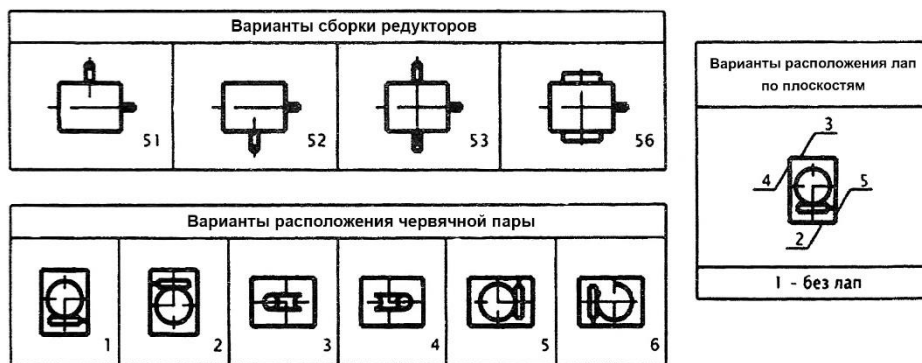 Варианты сборки редукторов
51
52
53
56
Варианты расположения червячной пары
1
2
3
4
5
6
Варианты расположения лап
по плоскостям
3
4
5
2
1 - без лап